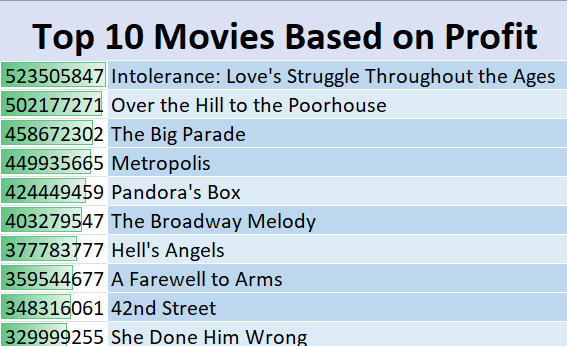 Top 10 Movies Based on Profit
523505847 Intolerance: Love's Struggle Throughout the Ages
502177271 Over the Hill to the Poorhouse
458672302 The Big Parade
449935665 Metropolis
424449459 Pandora's Box
403279547 The Broadway Melody
377783777 Hell's Angels
359544677 A Farewell to Arms
348316061 42nd Street
329999255 She Done Him Wrong